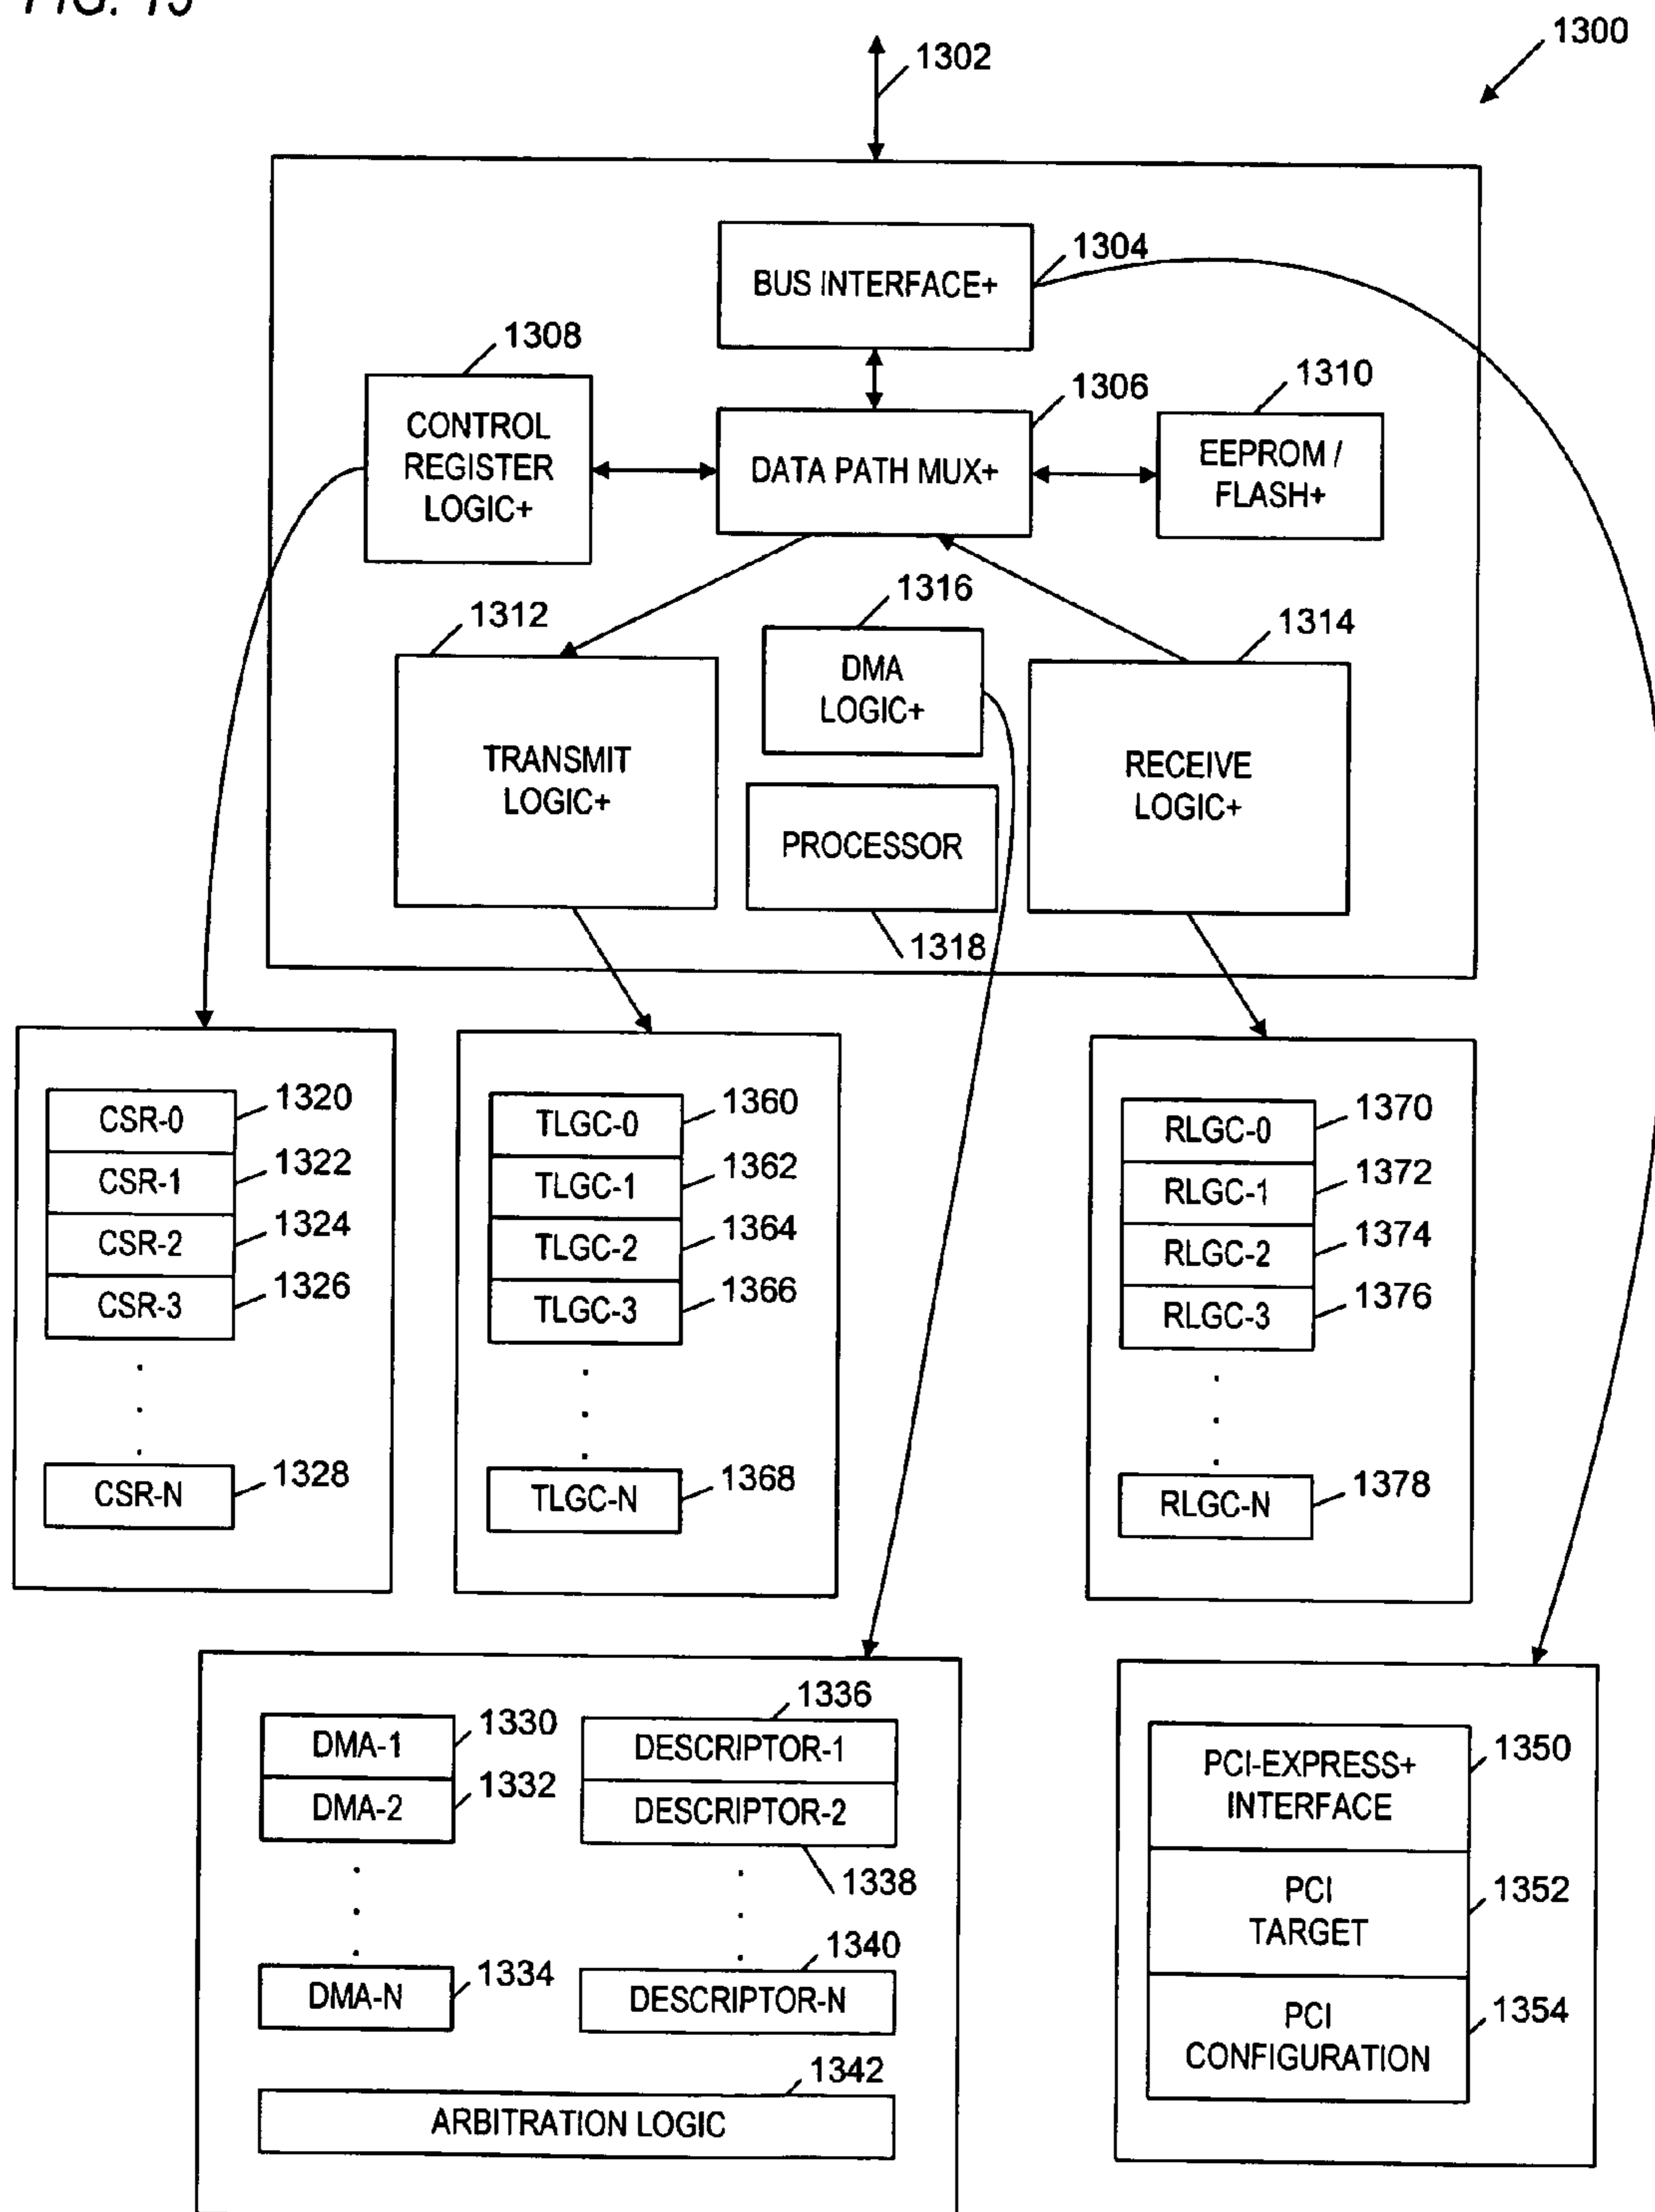 FIG. 13
1300
1302
1304
BUS INTERFACE+
1308
CONTROL
REGISTER
LOGIC+
1306
DATA PATH MUX+
1310
EEPROM /
FLASH+
1312
TRANSMIT
LOGIC+
1316
DMA
LOGIC+
1314
RECEIVE
LOGIC+
PROCESSOR
1318
CSR-0
1320
CSR-1
1322
CSR-2
1324
CSR-3
1326
CSR-N
1328
TLGC-0
1360
TLGC-1
1362
TLGC-2
1364
TLGC-3
1366
TLGC-N
1368
RLGC-0
1370
RLGC-1
1372
RLGC-2
1374
RLGC-3
1376
RLGC-N
1378
DMA-1
1330
DMA-2
1332
DMA-N
1334
1336
DESCRIPTOR-1
DESCRIPTOR-2
1338
1340
DESCRIPTOR-N
1342
ARBITRATION LOGIC
PCI-EXPRESS+
INTERFACE
1350
PCI
TARGET
1352
PCI
CONFIGURATION
1354